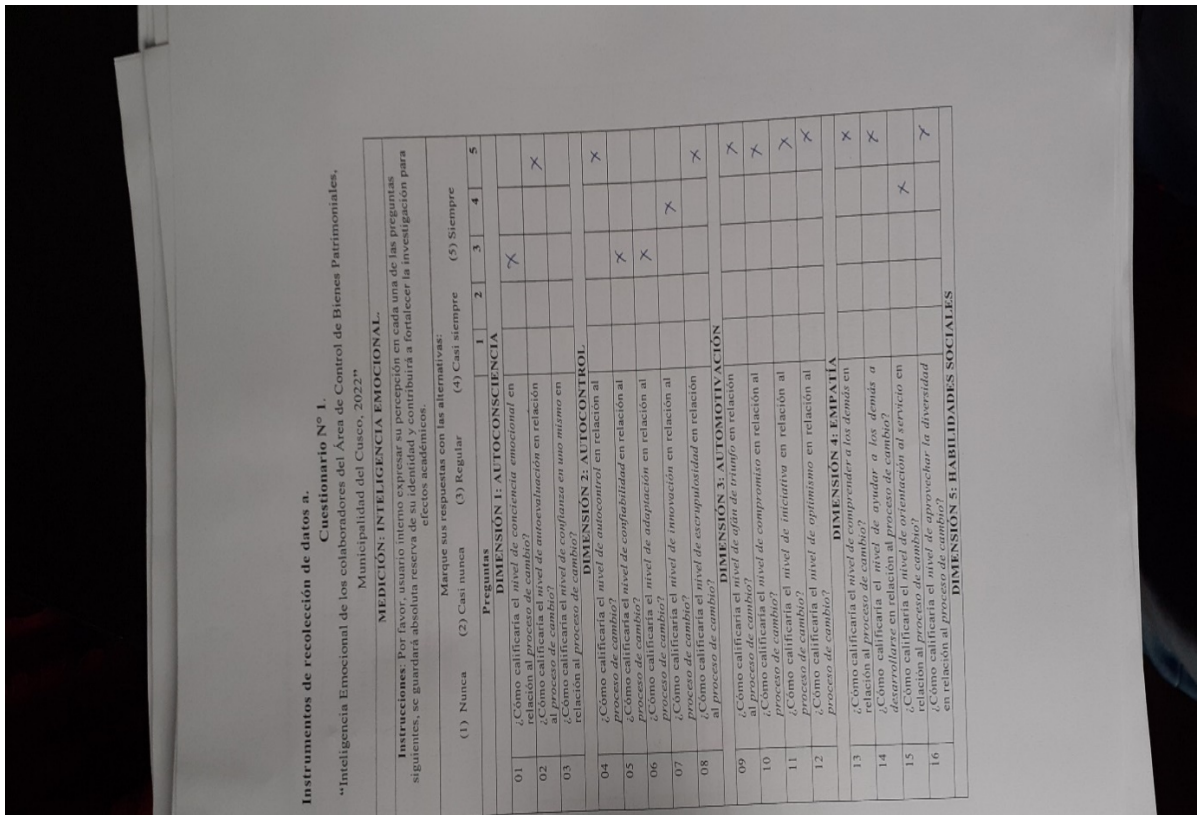 Instrumentos de recolección de datos a.
Cuestionario N° 1.
“Inteligencia Emocional de los colaboradores del Área de Control de Bienes Patrimoniales,
Municipalidad del Cusco, 2022”
MEDICIÓN: INTELIGENCIA EMOCIONAL.
Instrucciones: Por favor, usuario interno expresar su percepción en cada una de las preguntas
siguientes, se guardará absoluta reserva de su identidad y contribuirá a fortalecer la investigación para
efectos académicos.
Marque sus respuestas con las alternativas:
(1) Nunca (2) Casi nunca (3) Regular (4) Casi siempre (5) Siempre
Preguntas 1 2 3 4 5
DIMENSIÓN 1: AUTOCONSCIENCIA
01 ¿Cómo calificaría el nivel de conciencia emocional en X
relación al proceso de cambio?
02 ¿Cómo calificaría el nivel de autoevaluación en relación X
al proceso de cambio?
03 ¿Cómo calificaría el nivel de confianza en uno mismo en
relación al proceso de cambio?
DIMENSIÓN 2: AUTOCONTROL
04 ¿Cómo calificaría el nivel de autocontrol en relación al X
proceso de cambio?
05 ¿Cómo calificaría el nivel de confiabilidad en relación al X
proceso de cambio?
06 ¿Cómo calificaría el nivel de adaptación en relación al X
proceso de cambio?
07 ¿Cómo calificaría el nivel de innovación en relación al X
proceso de cambio?
08 ¿Cómo calificaría el nivel de escrupulosidad en relación X
al proceso de cambio?
DIMENSIÓN 3: AUTOMOTIVACIÓN
09 ¿Cómo calificaría el nivel de afán de triunfo en relación X
al proceso de cambio?
10 ¿Cómo calificaría el nivel de compromiso en relación al X
proceso de cambio?
11 ¿Cómo calificaría el nivel de iniciativa en relación al X
proceso de cambio?
12 ¿Cómo calificaría el nivel de optimismo en relación al X
proceso de cambio?
DIMENSIÓN 4: EMPATÍA
13 ¿Cómo calificaría el nivel de comprender a los demás en X
relación al proceso de cambio?
14 ¿Cómo calificaría el nivel de ayudar a los demás a X
desarrollarse en relación al proceso de cambio?
15 ¿Cómo calificaría el nivel de orientación al servicio en X
relación al proceso de cambio?
16 ¿Cómo calificaría el nivel de aprovechar la diversidad X
en relación al proceso de cambio?
DIMENSIÓN 5: HABILIDADES SOCIALES